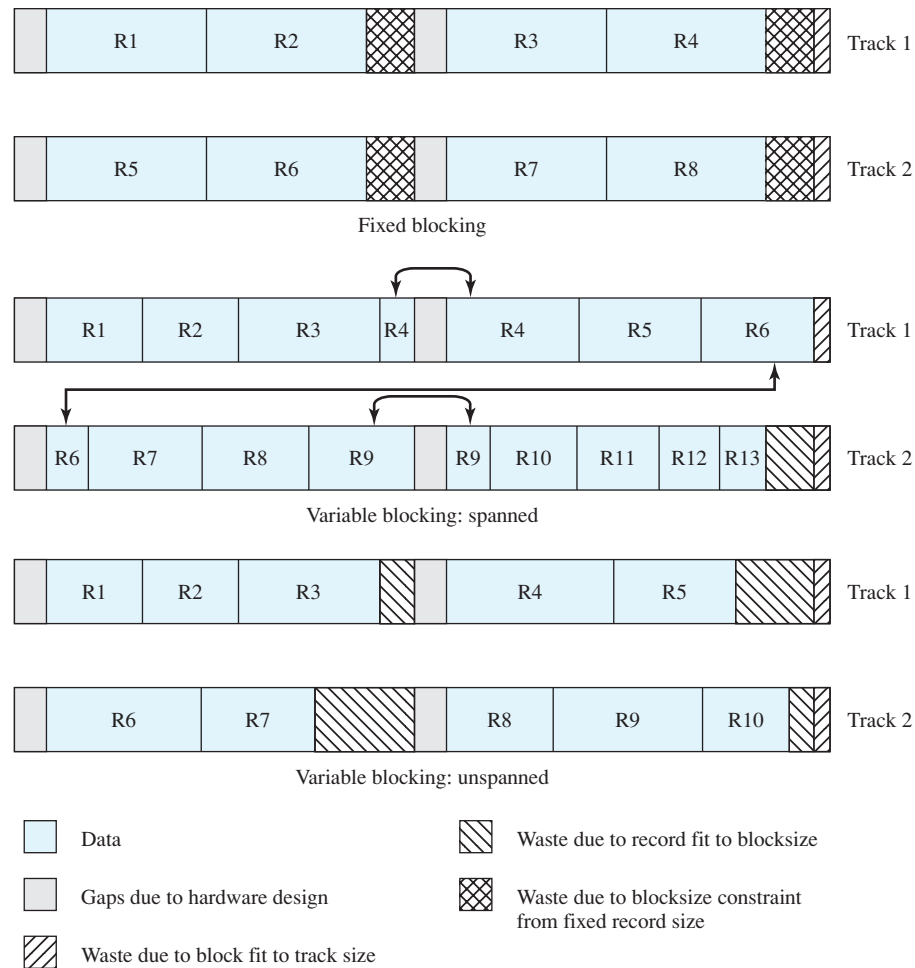 R1 R2 R3 R4 Track 1
R5 R6 R7 R8 Track 2
Fixed blocking
R1 R2 R3 R4 R4 R5 R6 Track 1
R6 R7 R8 R9 R9 R10 R11 R12 R13 Track 2
Variable blocking: spanned
R1 R2 R3 R4 R5 Track 1
R6 R7 R8 R9 R10 Track 2
Variable blocking: unspanned
Data
Gaps due to hardware design
Waste due to block fit to track size
Waste due to record fit to blocksize
Waste due to blocksize constraint
from fixed record size